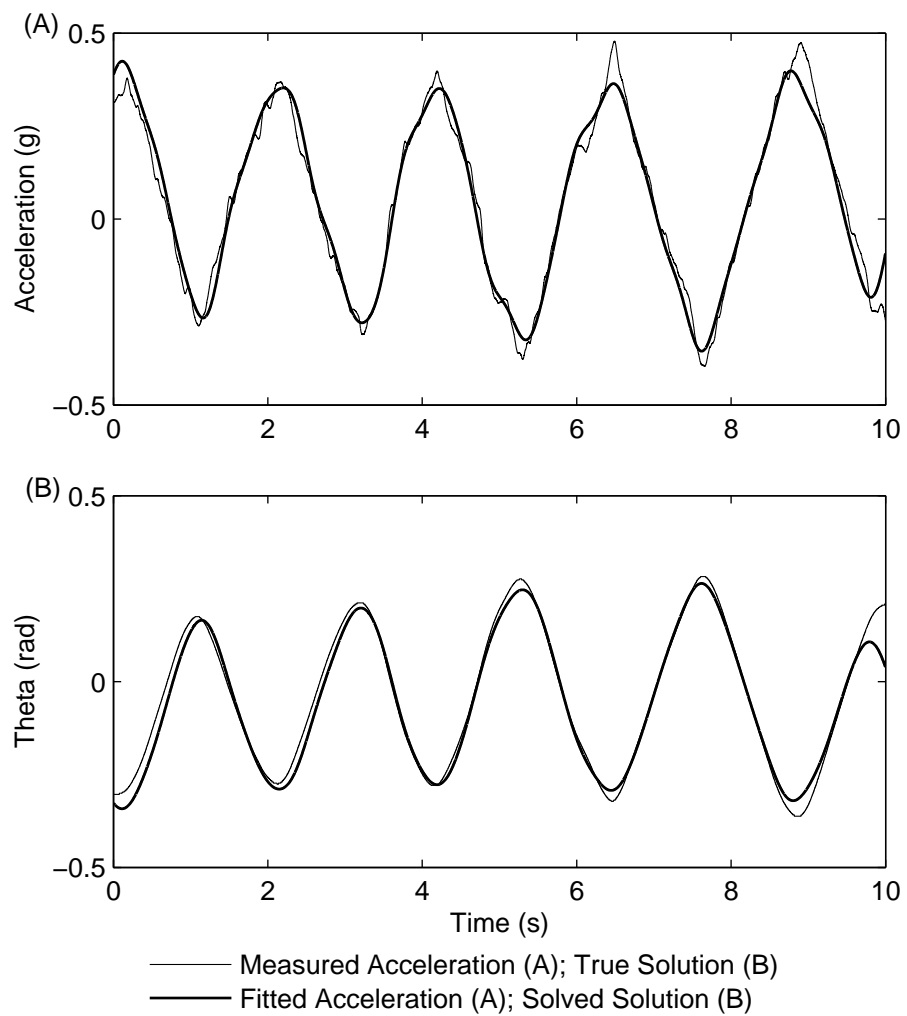 (A)
0.5
0
−0.5
Acceleration (g)
0 2 4 6 8 10
(B)
0.5
0
−0.5
Theta (rad)
0 2 4 6 8 10
Time (s)
Measured Acceleration (A); True Solution (B)
Fitted Acceleration (A); Solved Solution (B)